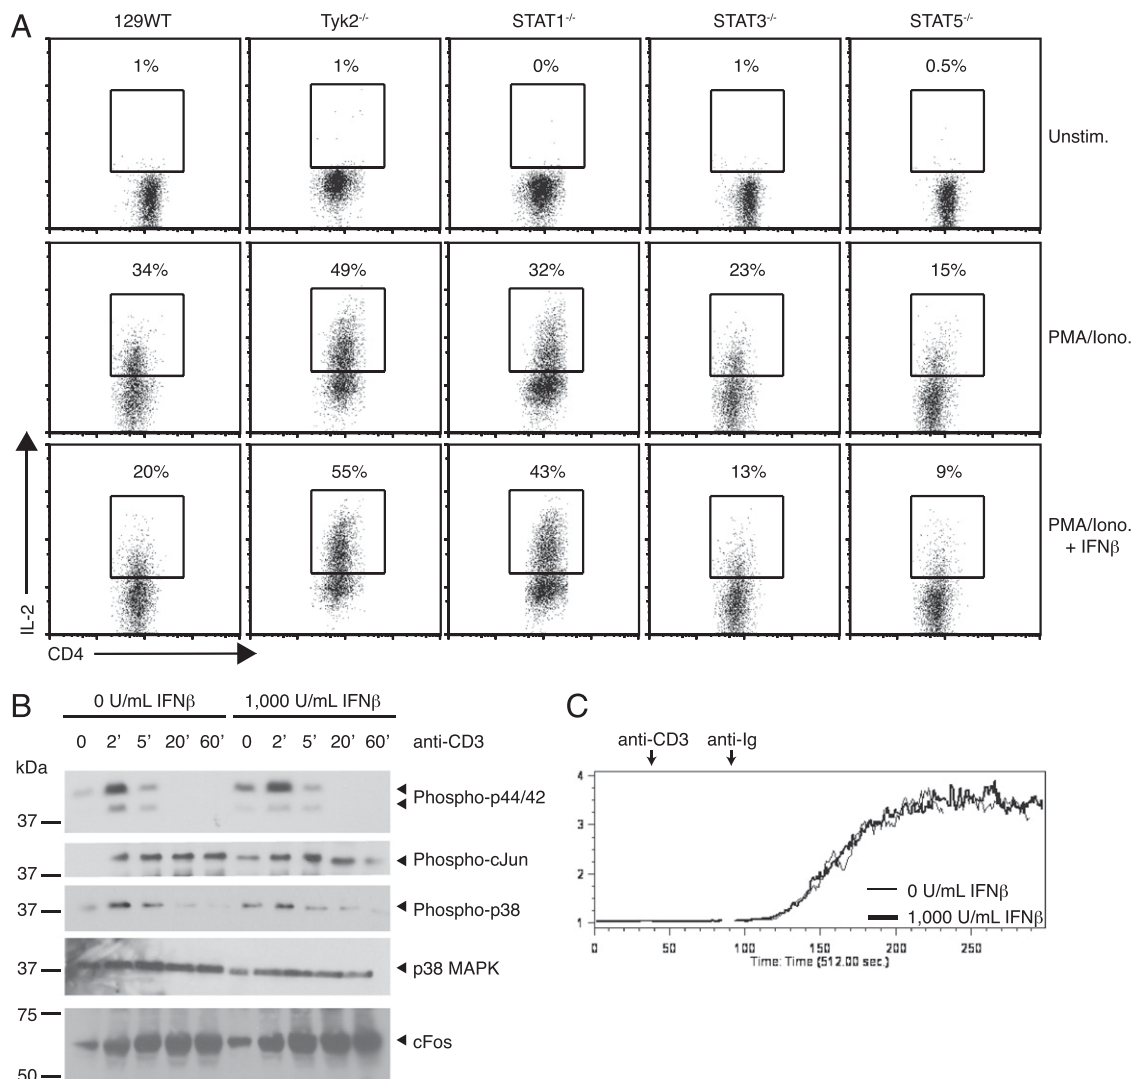 A
129WT Tyk2-/- STAT1-/- STAT3-/- STAT5-/-
1% 1% 0% 1% 0.5%
Unstim.
34% 49% 32% 23% 15%
PMA/Iono.
20% 55% 43% 13% 9%
PMA/Iono.
+ IFNβ
IL-2
CD4
B
0 U/mL IFNβ 1,000 U/mL IFNβ
0 2’ 5’ 20’ 60’ 0 2’ 5’ 20’ 60’ anti-CD3
kDa
Phospho-p44/42
37
Phospho-cJun
37
37 Phospho-p38
37 p38 MAPK
75
cFos
50
C
anti-CD3 anti-Ig
4
3
2
1
0 U/mL IFNβ
1,000 U/mL IFNβ
0 50 100 150 200 250
Time: Time (512.00 sec.)